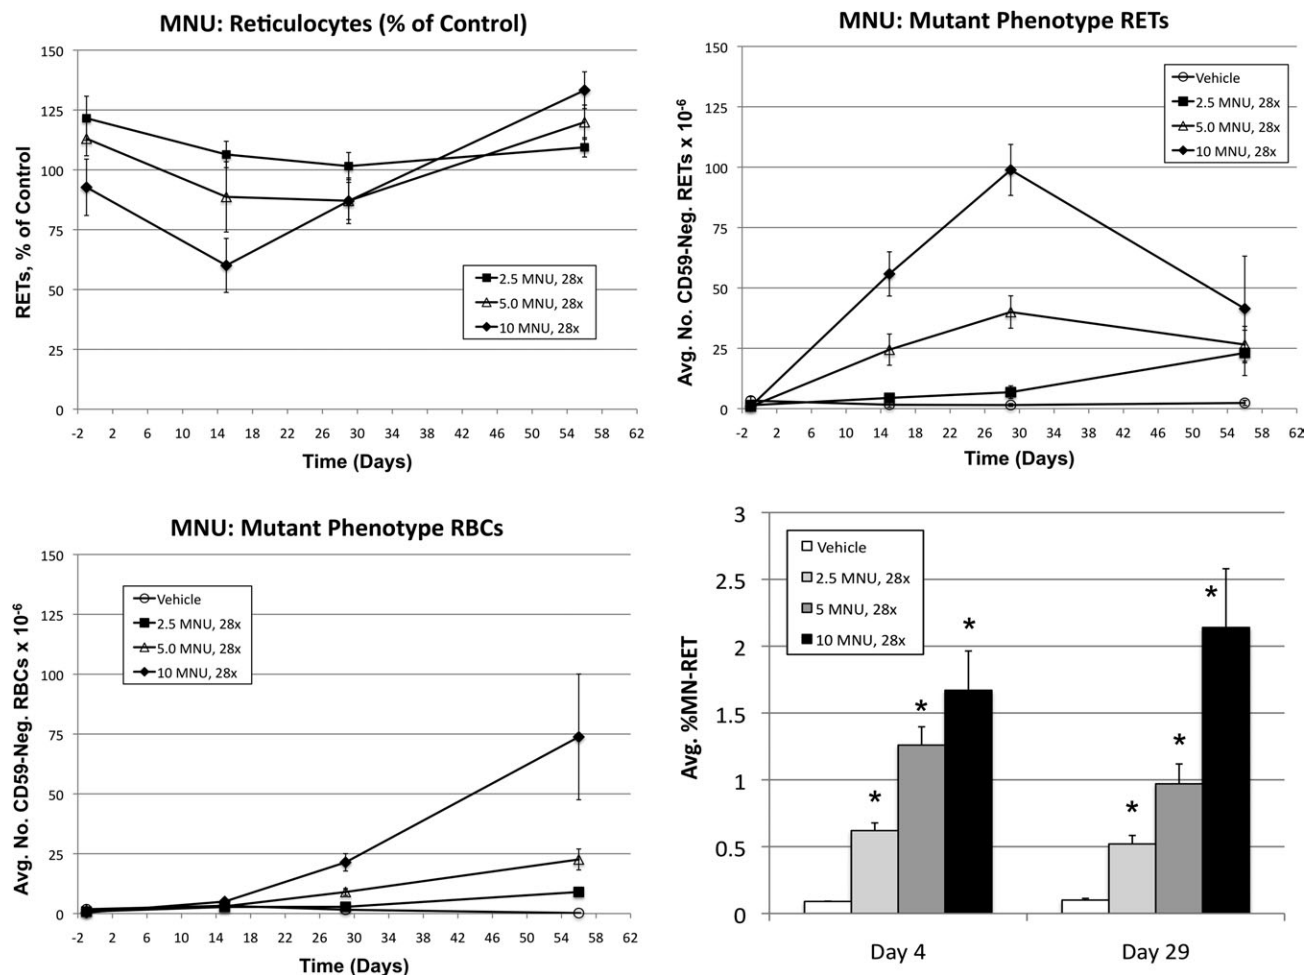 MNU: Reticulocytes (% of Control)
150
125
100
75
50
25
0
RETs, % of Control
2.5 MNU, 28x
5.0 MNU, 28x
10 MNU, 28x
-2 2 6 10 14 18 22 26 30 34 38 42 46 50 54 58 62
Time (Days)
MNU: Mutant Phenotype RETs
150
125
100
75
50
25
0
Avg. No. CD59-Neg. RETs x 10⁻⁶
Vehicle
2.5 MNU, 28x
5.0 MNU, 28x
10 MNU, 28x
-2 2 6 10 14 18 22 26 30 34 38 42 46 50 54 58 62
Time (Days)
MNU: Mutant Phenotype RBCs
150
125
100
75
50
25
0
Avg. No. CD59-Neg. RBCs x 10⁻⁶
Vehicle
2.5 MNU, 28x
5.0 MNU, 28x
10 MNU, 28x
-2 2 6 10 14 18 22 26 30 34 38 42 46 50 54 58 62
Time (Days)
3
2.5
2
1.5
1
0.5
0
Avg. %MN-RET
Vehicle
2.5 MNU, 28x
5 MNU, 28x
10 MNU, 28x
* * * * * *
Day 4 Day 29